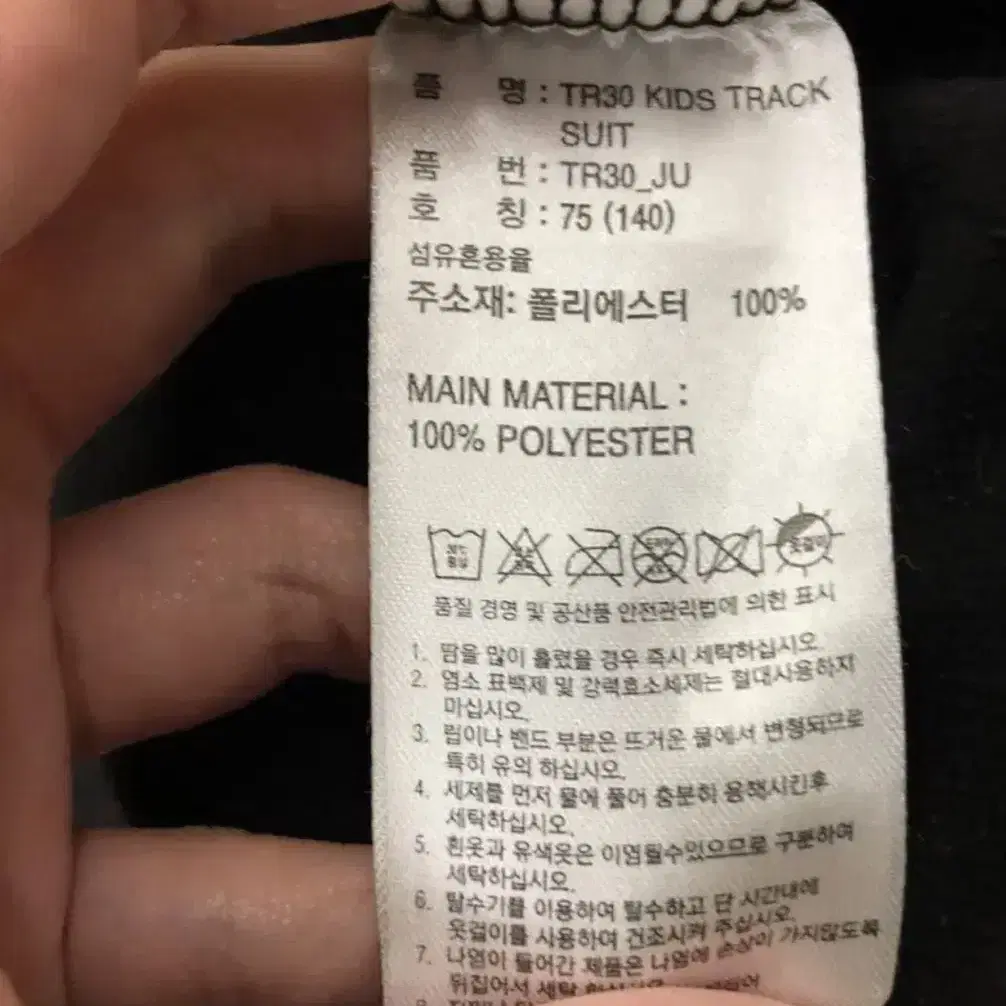 품 명 : TR30 KIDS TRACK
SUIT
품 번 : TR30_JU
호 칭 : 75 (140)
섬유혼용율
주소재: 폴리에스터 100%
MAIN MATERIAL :
100% POLYESTER
옷걸이
품질 경영 및 공산품 안전관리법에 의한 표시
1. 땀을 많이 흘렸을 경우 즉시 세탁하십시오.
2. 염소 표백제 및 강력효소세제는 절대사용하지
마십시오.
3. 립이나 밴드 부분은 뜨거운 물에서 변형되므로
특히 유의 하십시오.
4. 세제를 먼저 물에 풀어 충분히 용해시킨후
세탁하십시오.
5. 흰옷과 유색옷은 이염될수있으므로 구분하여
세탁하십시오.
6. 탈수기를 이용하여 탈수하고 단 시간내에
옷걸이를 사용하여 건조시켜 주십시오.
7. 나염이 들어간 제품은 나염에 손상이 가지않도록
뒤집어서 세탁
8.